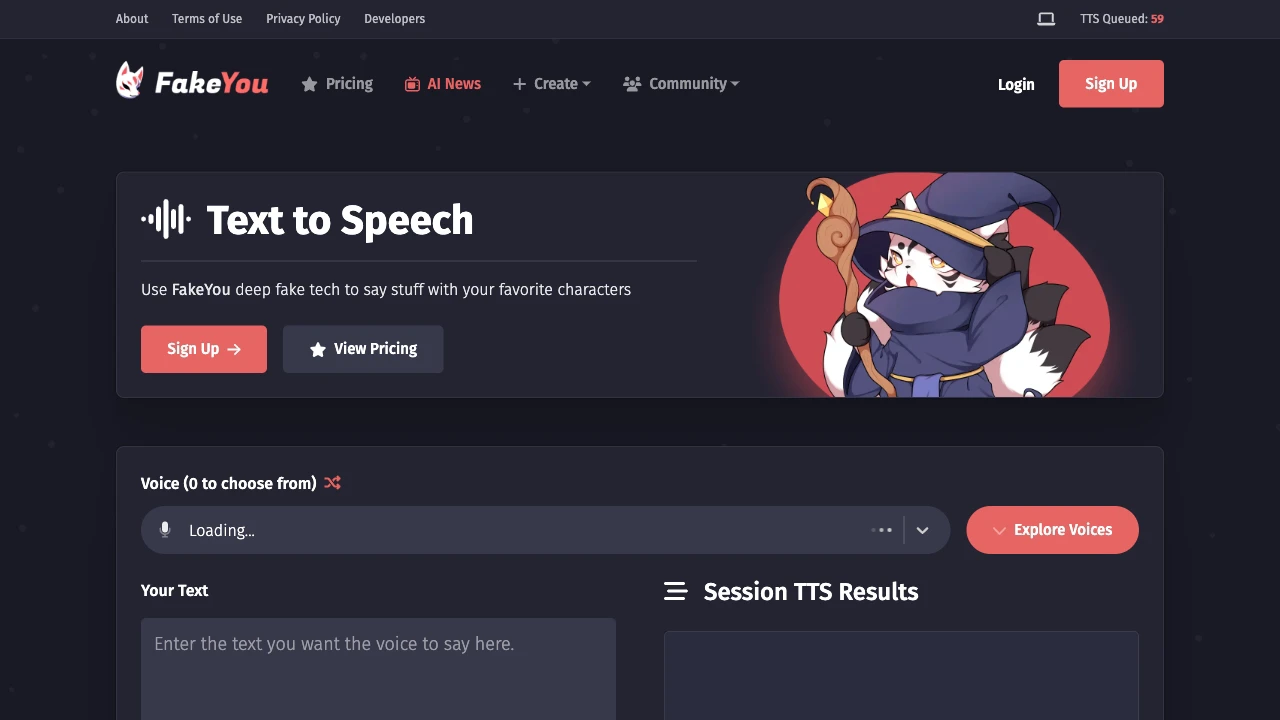 About Terms of Use Privacy Policy Developers TTS Queued: 59
FakeYou Pricing AI News Create Community Login Sign Up
Text to Speech
Use FakeYou deep fake tech to say stuff with your favorite characters
Sign Up View Pricing
Voice (0 to choose from)
Loading... Explore Voices
Your Text Session TTS Results
Enter the text you want the voice to say here.